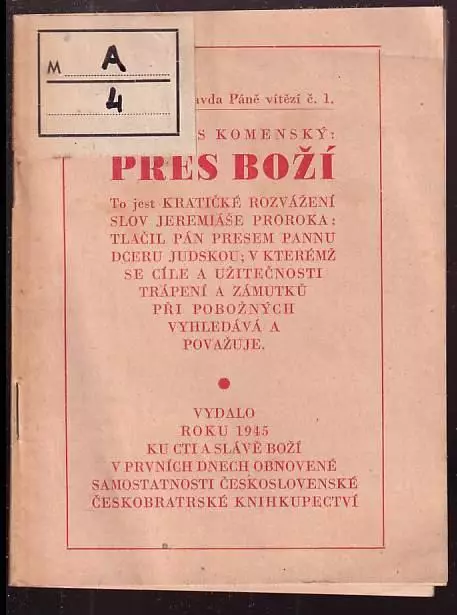 M A
4
avda Páně vítězí č. 1.
S KOMENSKÝ:
PRES BOŽÍ
To jest KRATIČKÉ ROZVÁŽENÍ
SLOV JEREMIÁŠE PROROKA:
TLAČIL PÁN PRESEM PANNU
DCERU JUDSKOU; V KTERÉMŽ
SE CÍLE A UŽITEČNOSTI
TRÁPENÍ A ZÁMUTKŮ
PŘI POBOŽNÝCH
VYHLEDÁVÁ A
POVAŽUJE.
VYDALO
ROKU 1945
KU CTI A SLÁVĚ BOŽÍ
V PRVNÍCH DNECH OBNOVENÉ
SAMOSTATNOSTI ČESKOSLOVENSKÉ
ČESKOBRATRSKÉ KNIHKUPECTVÍ